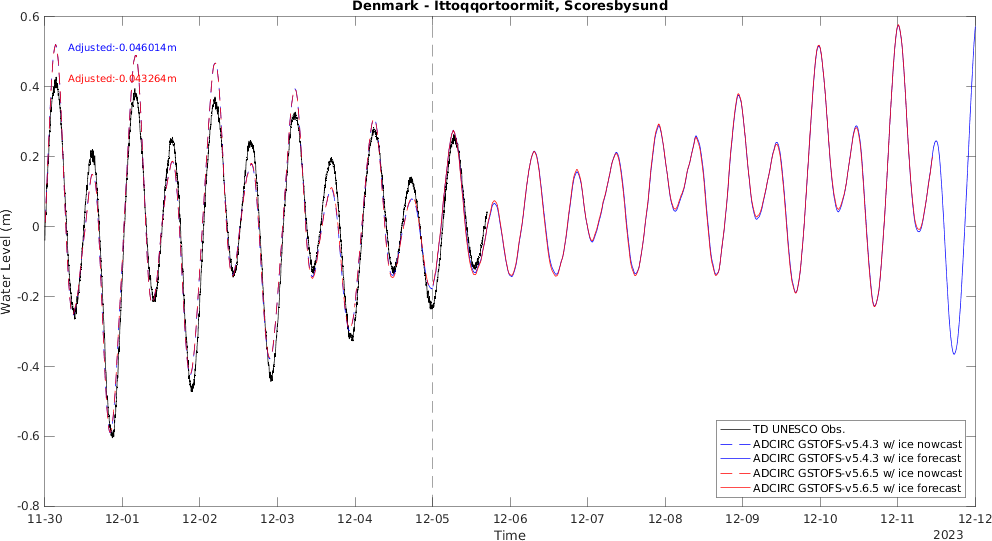 Denmark - Ittoqqortoormiit, Scoresbysund
Adjusted:-0.046014m
Adjusted:-0.043264m
0.6
0.4
0.2
0
-0.2
-0.4
-0.6
-0.8
Water Level (m)
TD UNESCO Obs.
ADCIRC GSTOFS-v5.4.3 w/ ice nowcast
ADCIRC GSTOFS-v5.4.3 w/ ice forecast
ADCIRC GSTOFS-v5.6.5 w/ ice nowcast
ADCIRC GSTOFS-v5.6.5 w/ ice forecast
11-30 12-01 12-02 12-03 12-04 12-05 12-06 12-07 12-08 12-09 12-10 12-11 12-12
Time
2023